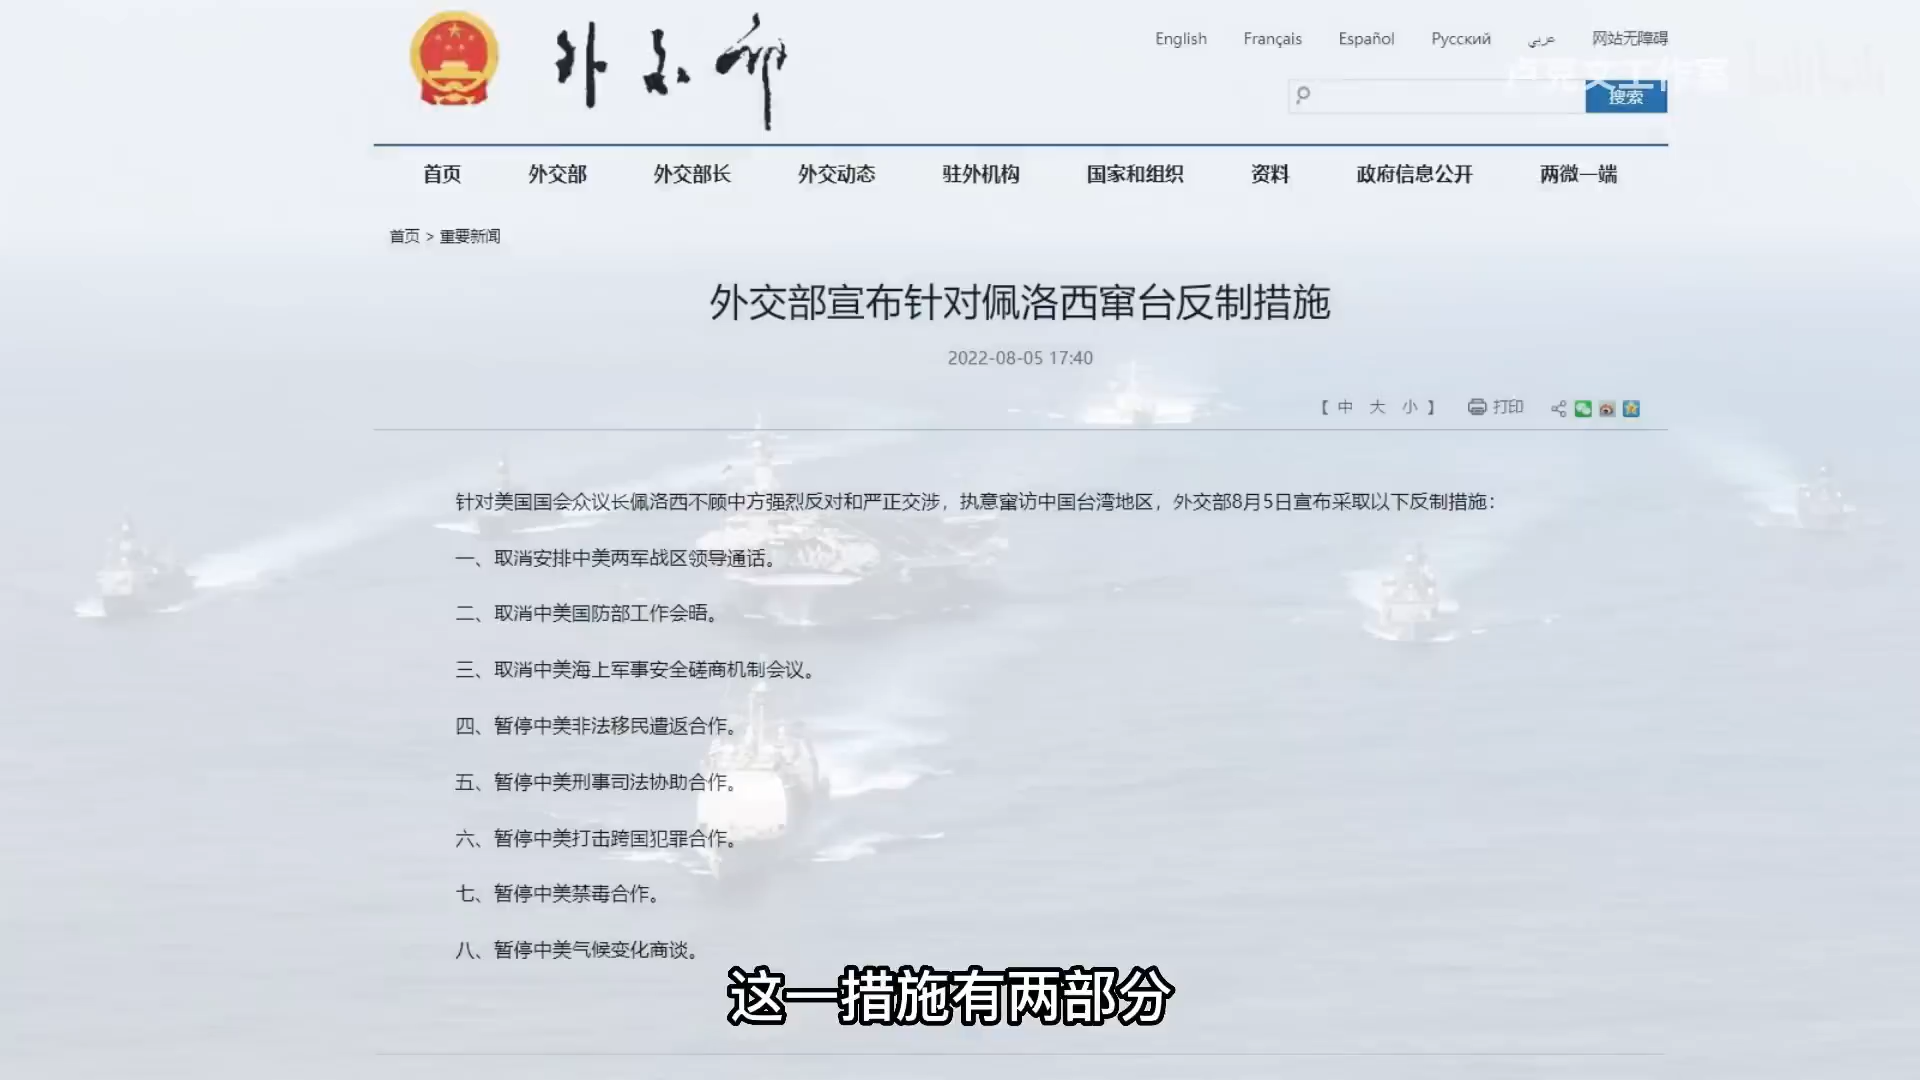 外交部
English Français Español Русский عربي 网站无障碍
卢克文工作室
搜索
首页 外交部 外交部长 外交动态 驻外机构 国家和组织 资料 政府信息公开 两微一端
首页 > 重要新闻
外交部宣布针对佩洛西窜台反制措施
2022-08-05 17:40
【 中 大 小 】 打印
针对美国国会众议长佩洛西不顾中方强烈反对和严正交涉，执意窜访中国台湾地区，外交部8月5日宣布采取以下反制措施：
一、取消安排中美两军战区领导通话。
二、取消中美国防部工作会晤。
三、取消中美海上军事安全磋商机制会议。
四、暂停中美非法移民遣返合作。
五、暂停中美刑事司法协助合作。
六、暂停中美打击跨国犯罪合作。
七、暂停中美禁毒合作。
八、暂停中美气候变化商谈。
这一措施有两部分